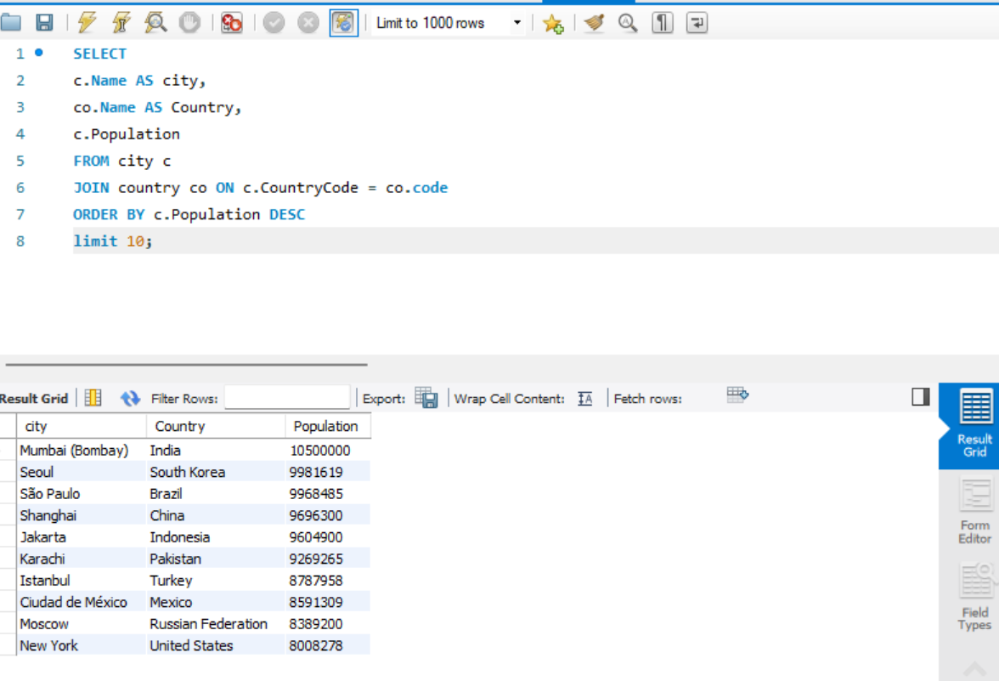 Limit to 1000 rows
1 SELECT
2 c.Name AS city,
3 co.Name AS Country,
4 c.Population
5 FROM city c
6 JOIN country co ON c.CountryCode = co.code
7 ORDER BY c.Population DESC
8 limit 10;
Result Grid Filter Rows: Export: Wrap Cell Content: IA Fetch rows:
city Country Population
Mumbai (Bombay) India 10500000
Seoul South Korea 9981619
São Paulo Brazil 9968485
Shanghai China 9696300
Jakarta Indonesia 9604900
Karachi Pakistan 9269265
Istanbul Turkey 8787958
Ciudad de México Mexico 8591309
Moscow Russian Federation 8389200
New York United States 8008278
Result
Grid
Form
Editor
Field
Types